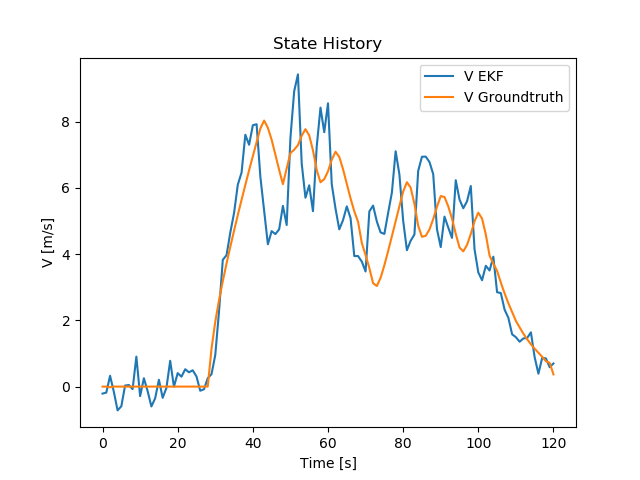 State History
V EKF
V Groundtruth
V [m/s]
8
6
4
2
0
0 20 40 60 80 100 120
Time [s]